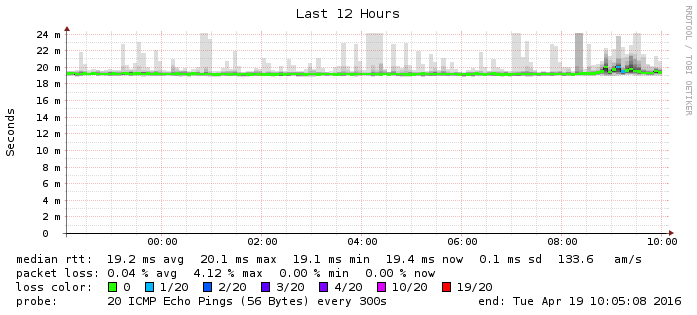 Last 12 Hours
RRDTOOL / TOBI OETIKER
Seconds
24 m
22 m
20 m
18 m
16 m
14 m
12 m
10 m
8 m
6 m
4 m
2 m
0
00:00 02:00 04:00 06:00 08:00 10:00
median rtt: 19.2 ms avg 20.1 ms max 19.1 ms min 19.4 ms now 0.1 ms sd 133.6 am/s
packet loss: 0.04 % avg 4.12 % max 0.00 % min 0.00 % now
loss color: 0 1/20 2/20 3/20 4/20 10/20 19/20
probe: 20 ICMP Echo Pings (56 Bytes) every 300s end: Tue Apr 19 10:05:08 2016